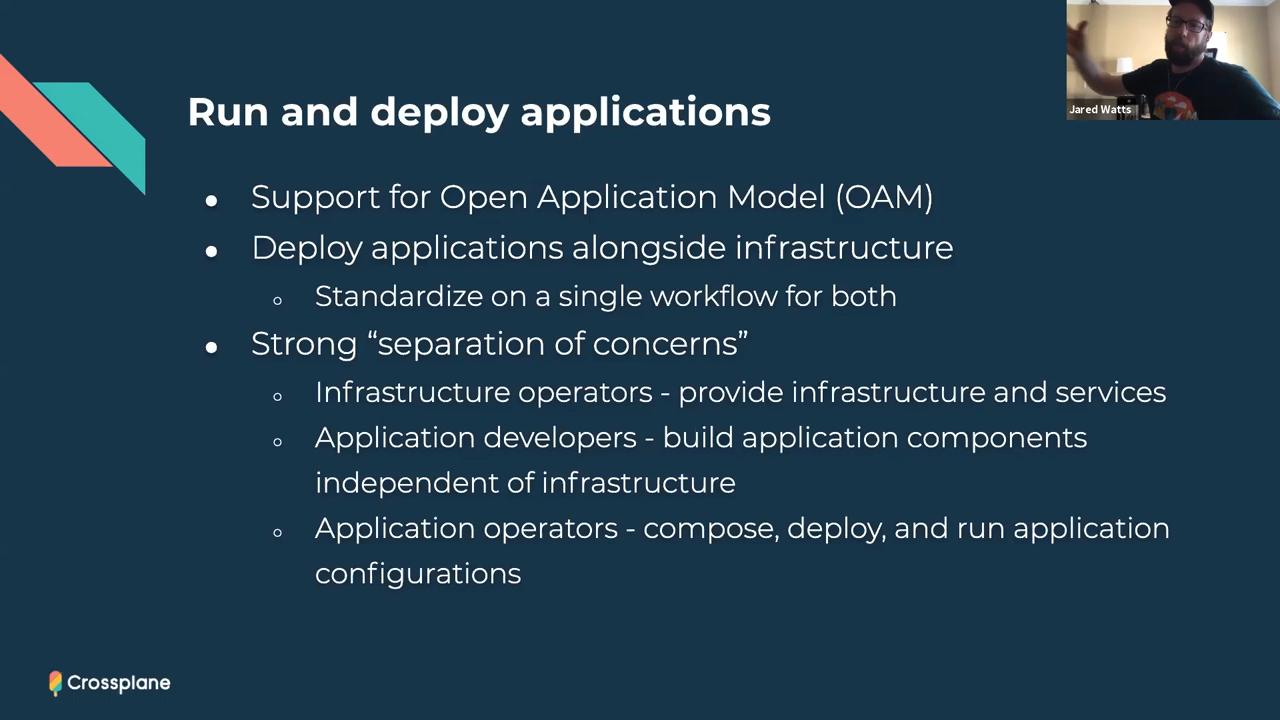 Run and deploy applications
Jared Watts
● Support for Open Application Model (OAM)
● Deploy applications alongside infrastructure
○ Standardize on a single workflow for both
● Strong “separation of concerns”
○ Infrastructure operators - provide infrastructure and services
○ Application developers - build application components
independent of infrastructure
○ Application operators - compose, deploy, and run application
configurations
Crossplane